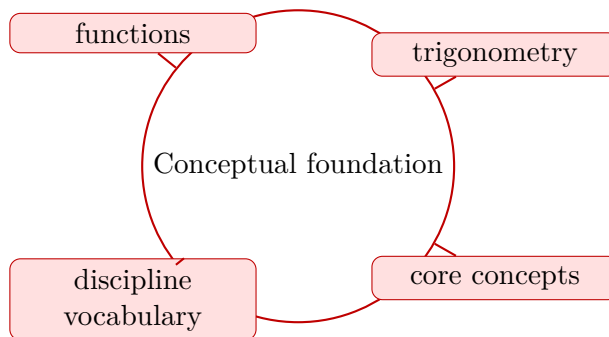 functions
trigonometry
Conceptual foundation
discipline
vocabulary
core concepts